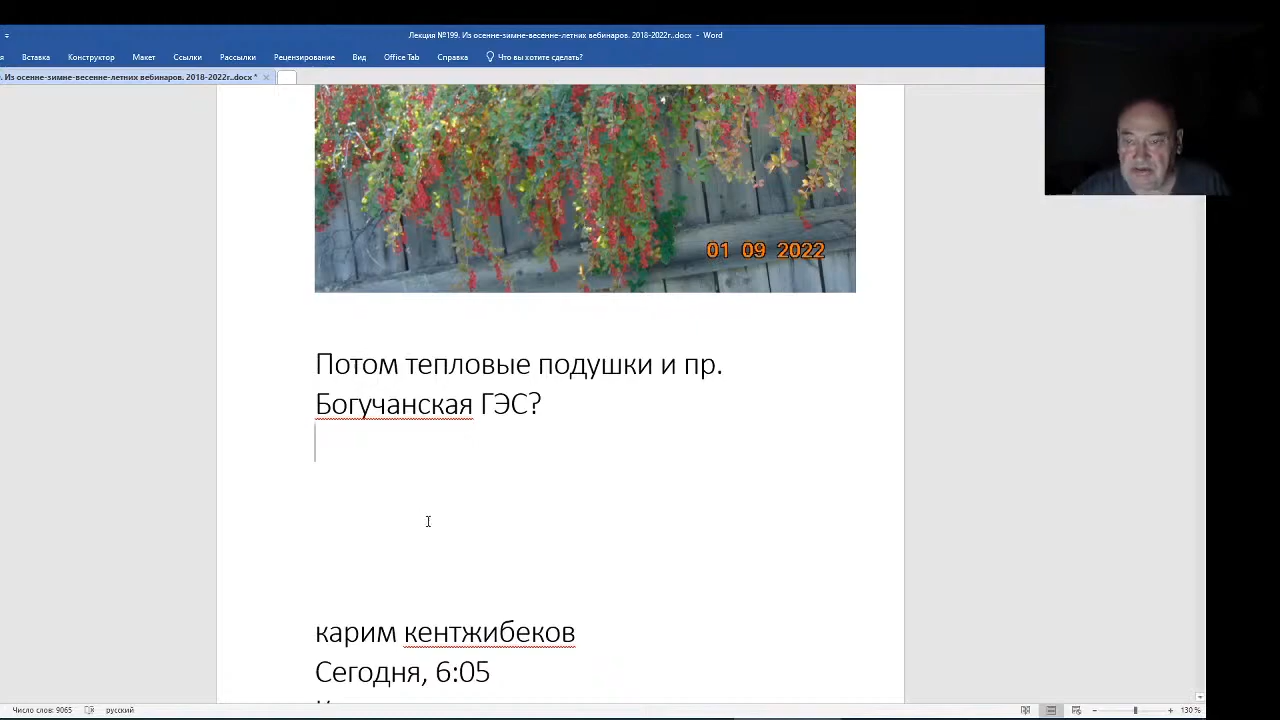 Лекция №199. Из осенне-зимне-весенне-летних вебинаров. 2018-2022г..docx - Word
Вставка Конструктор Макет Ссылки Рассылки Рецензирование Вид Office Tab Справка Что вы хотите сделать?
. Из осенне-зимне-весенне-летних вебинаров. 2018-2022г..docx *
01 09 2022
Потом тепловые подушки и пр.
Богучанская ГЭС?
карим кентжибеков
Сегодня, 6:05
Число слов: 9065 русский 130%